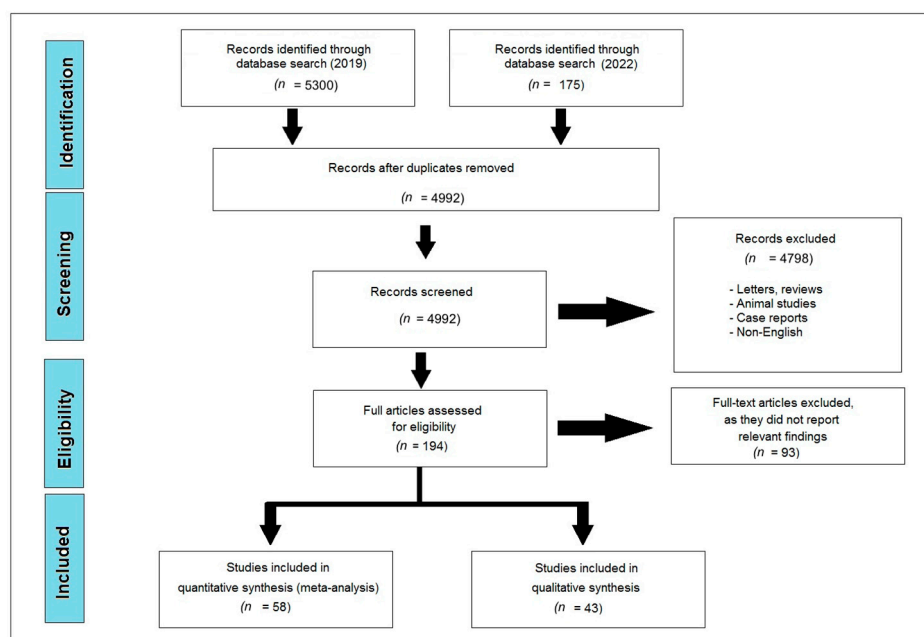 Identification
Records identified through
database search (2019)
(n = 5300)
Records identified through
database search (2022)
(n = 175)
Records after duplicates removed
(n = 4992)
Screening
Records screened
(n = 4992)
Records excluded
(n = 4798)
- Letters, reviews
- Animal studies
- Case reports
- Non-English
Eligibility
Full articles assessed
for eligibility
(n = 194)
Full-text articles excluded,
as they did not report
relevant findings
(n = 93)
Included
Studies included in
quantitative synthesis (meta-analysis)
(n = 58)
Studies included in
qualitative synthesis
(n = 43)